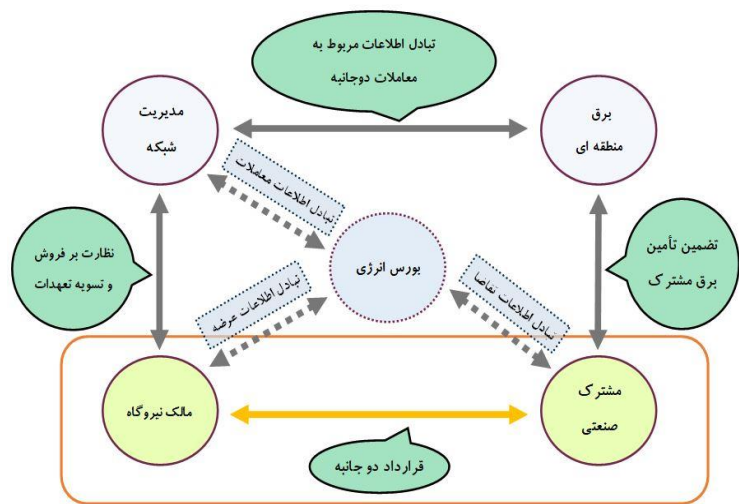 تبادل اطلاعات مربوط به
معاملات دوجانبه
برق
منطقه ای
مدیریت
شبکه
تبادل اطلاعات معاملات
بورس انرژی
تضمین تأمین
برق مشترک
نظارت بر فروش
و تسویه تعهدات
تبادل اطلاعات تقاضا
تبادل اطلاعات عرضه
مشترک
صنعتی
مالک نیروگاه
قرارداد دو جانبه